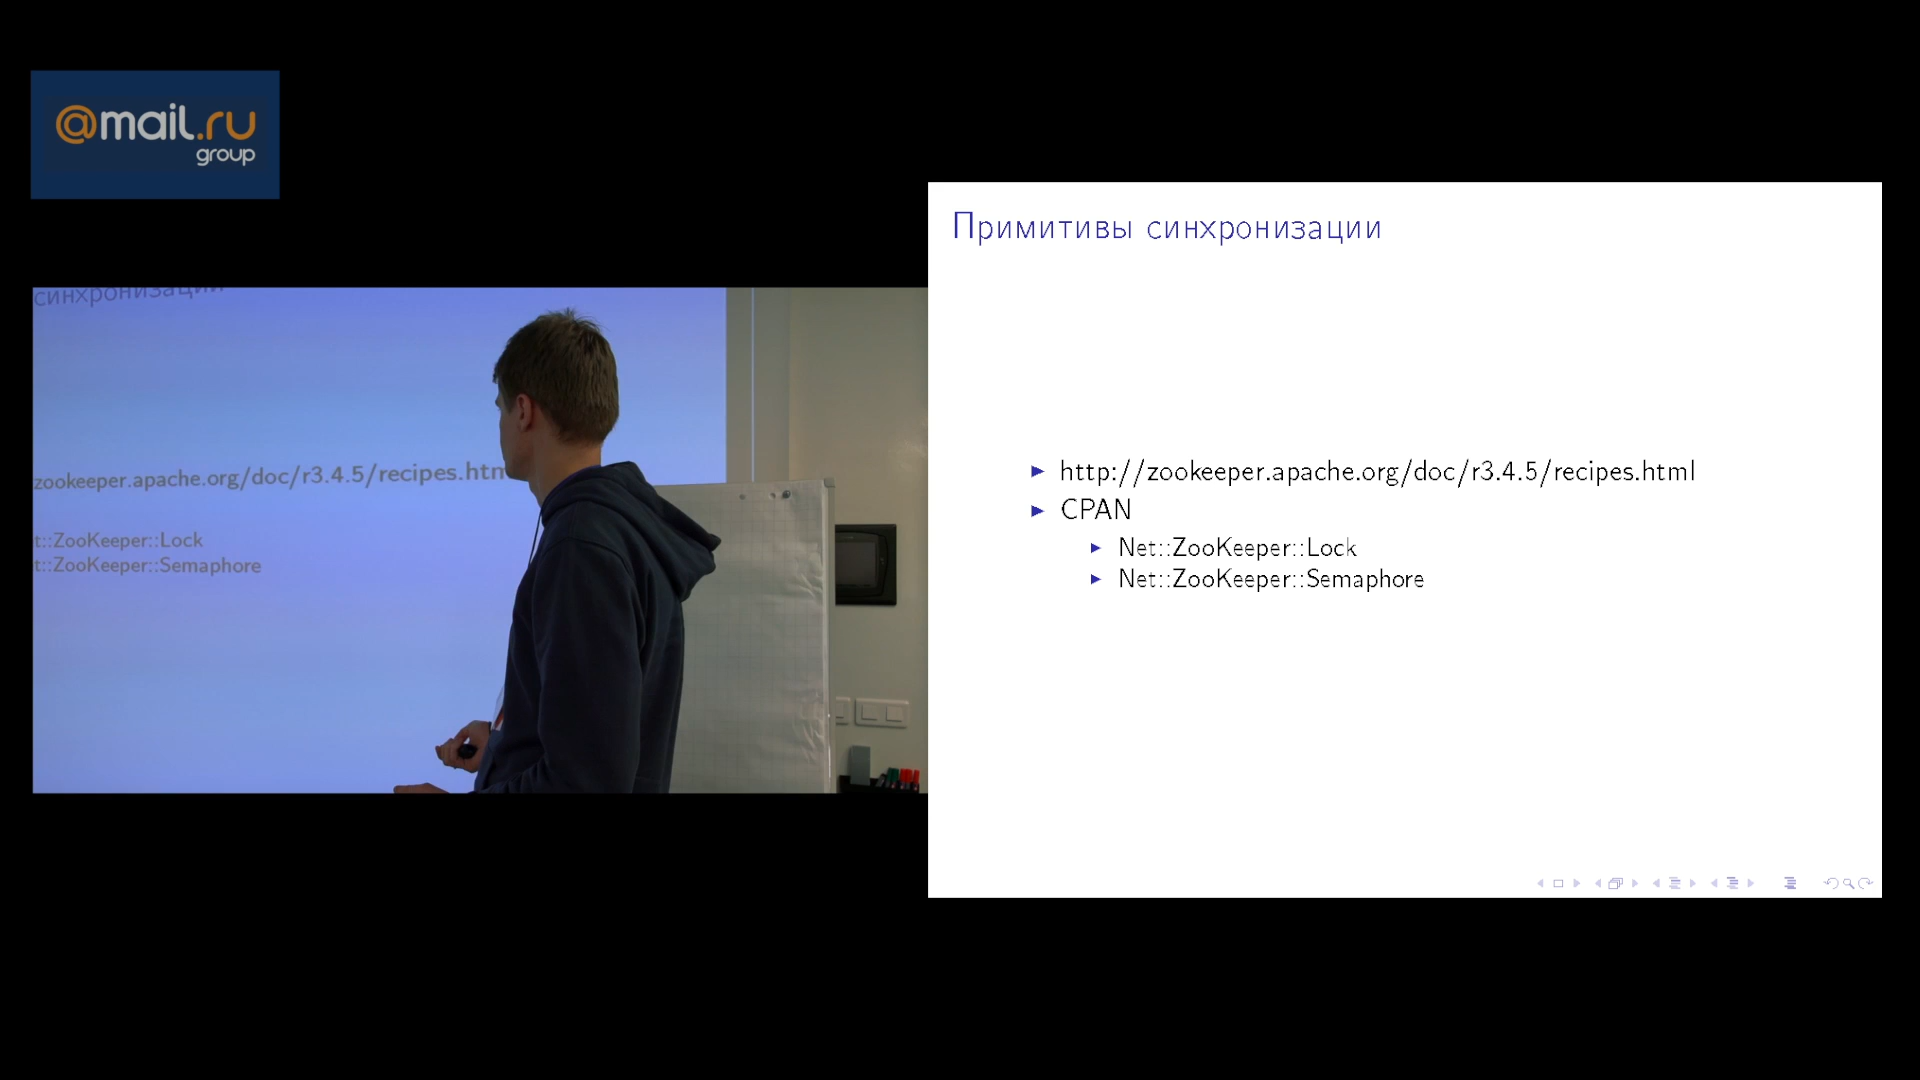 @mail.ru
group
Примитивы синхронизации
http://zookeeper.apache.org/doc/r3.4.5/recipes.html
CPAN
Net::ZooKeeper::Lock
Net::ZooKeeper::Semaphore
синхронизации
zookeeper.apache.org/doc/r3.4.5/recipes.htm
t::ZooKeeper::Lock
t::ZooKeeper::Semaphore